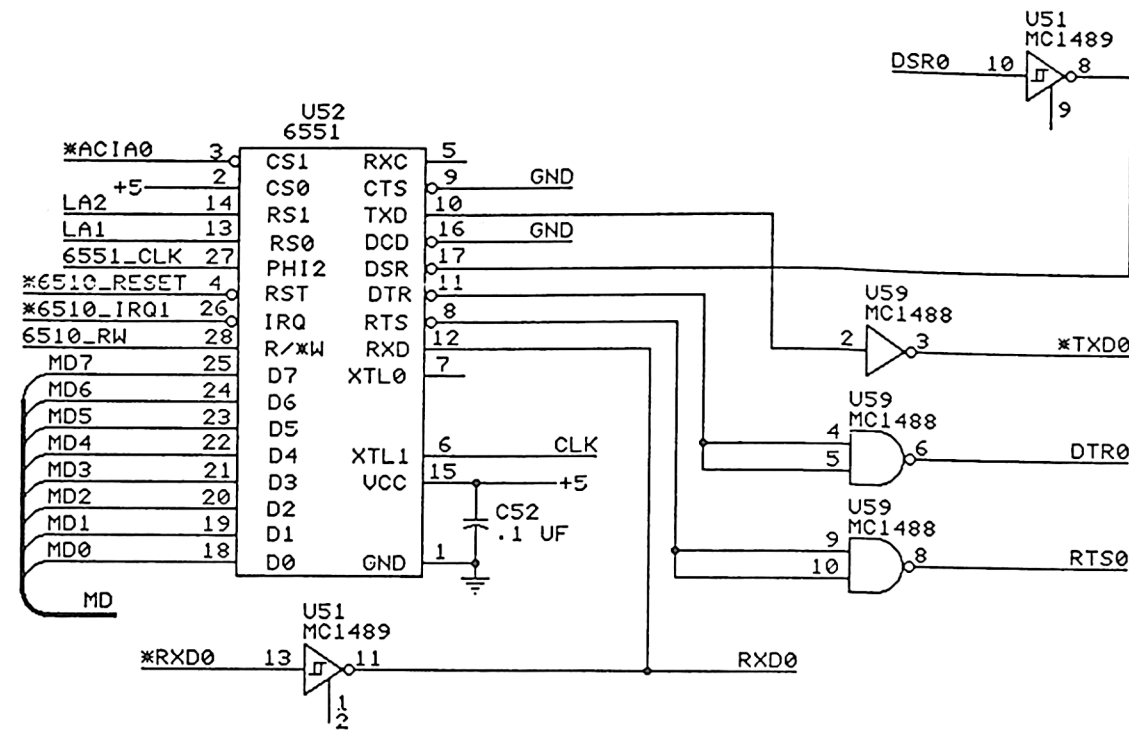 U51
MC1489
DSR0 10 8
9
U52
6551
*ACIA0 3 CS1 RXC 5
+5 2 CS0 CTS 9 GND
LA2 14 RS1 TXD 10
LA1 13 RS0 DCD 16 GND
6551_CLK 27 PHI2 DSR 17
*6510_RESET 4 RST DTR 11
*6510_IRQ1 26 IRQ RTS 8
6510_RW 28 R/*W RXD 12
MD7 25 D7 XTL0 7
MD6 24 D6
MD5 23 D5
MD4 22 D4 XTL1 6 CLK
MD3 21 D3 VCC 15 +5
MD2 20 D2
MD1 19 D1
MD0 18 D0 GND 1
MD
C52
.1 UF
U59
MC1488
2 3 *TXD0
U59
MC1488
4
5 6 DTR0
U59
MC1488
9
10 8 RTS0
U51
MC1489
*RXD0 13 11 RXD0
1
2